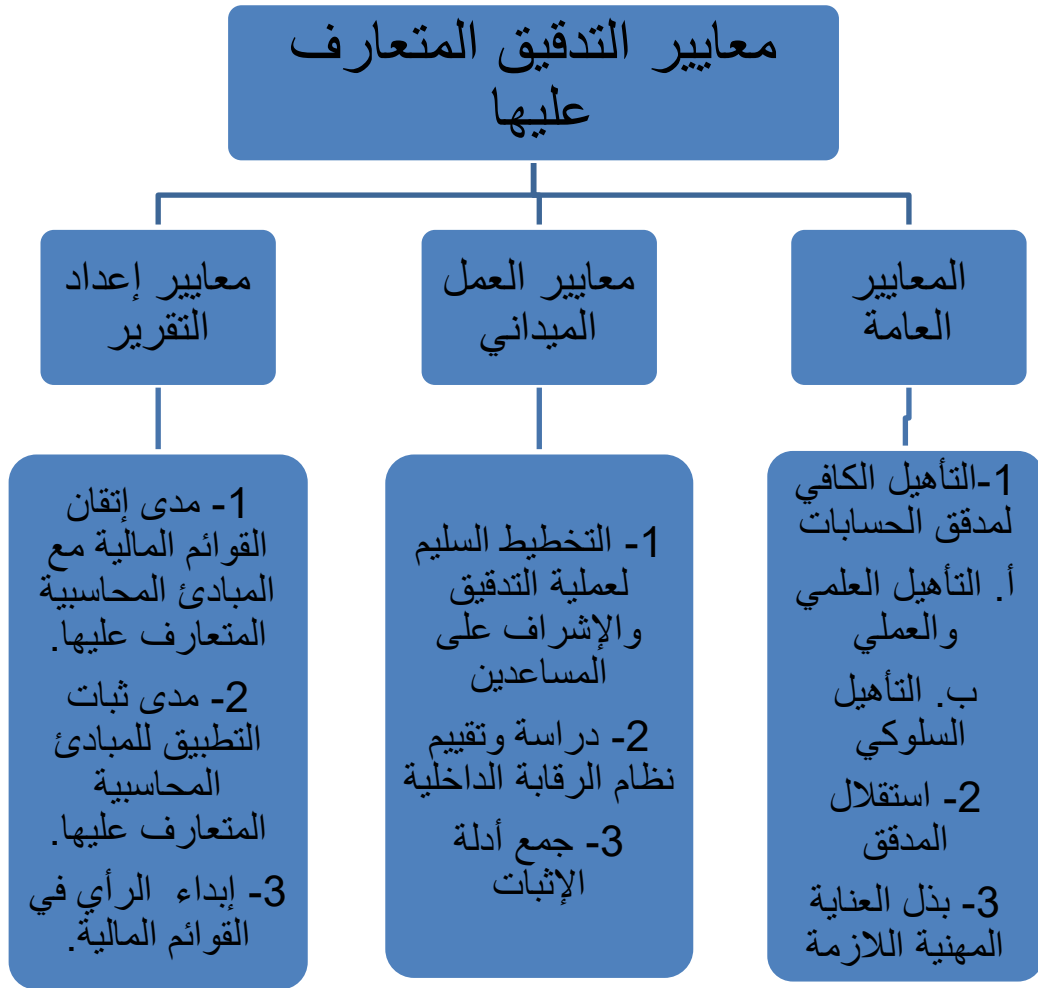 معايير التدقيق المتعارف
عليها
المعايير
العامة
معايير العمل
الميداني
معايير إعداد
التقرير
1-التأهيل الكافي
لمدقق الحسابات
أ. التأهيل العلمي
والعملي
ب. التأهيل
السلوكي
2- استقلال
المدقق
3- بذل العناية
المهنية اللازمة
1- التخطيط السليم
لعملية التدقيق
والإشراف على
المساعدين
2- دراسة وتقييم
نظام الرقابة الداخلية
3- جمع أدلة
الإثبات
1- مدى إتقان
القوائم المالية مع
المبادئ المحاسبية
المتعارف عليها.
2- مدى ثبات
التطبيق للمبادئ
المحاسبية
المتعارف عليها.
3- إبداء الرأي في
القوائم المالية.